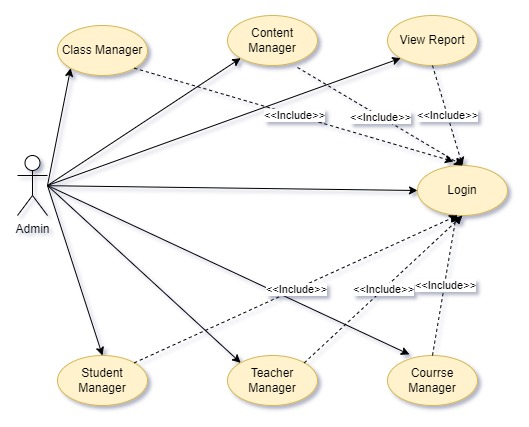 Class Manager
Content
Manager
View Report
<<Include>>
<<Include>>
<<Include>>
Admin
Login
<<Include>>
<<Include>>
<<Include>>
Student
Manager
Teacher
Manager
Courrse
Manager